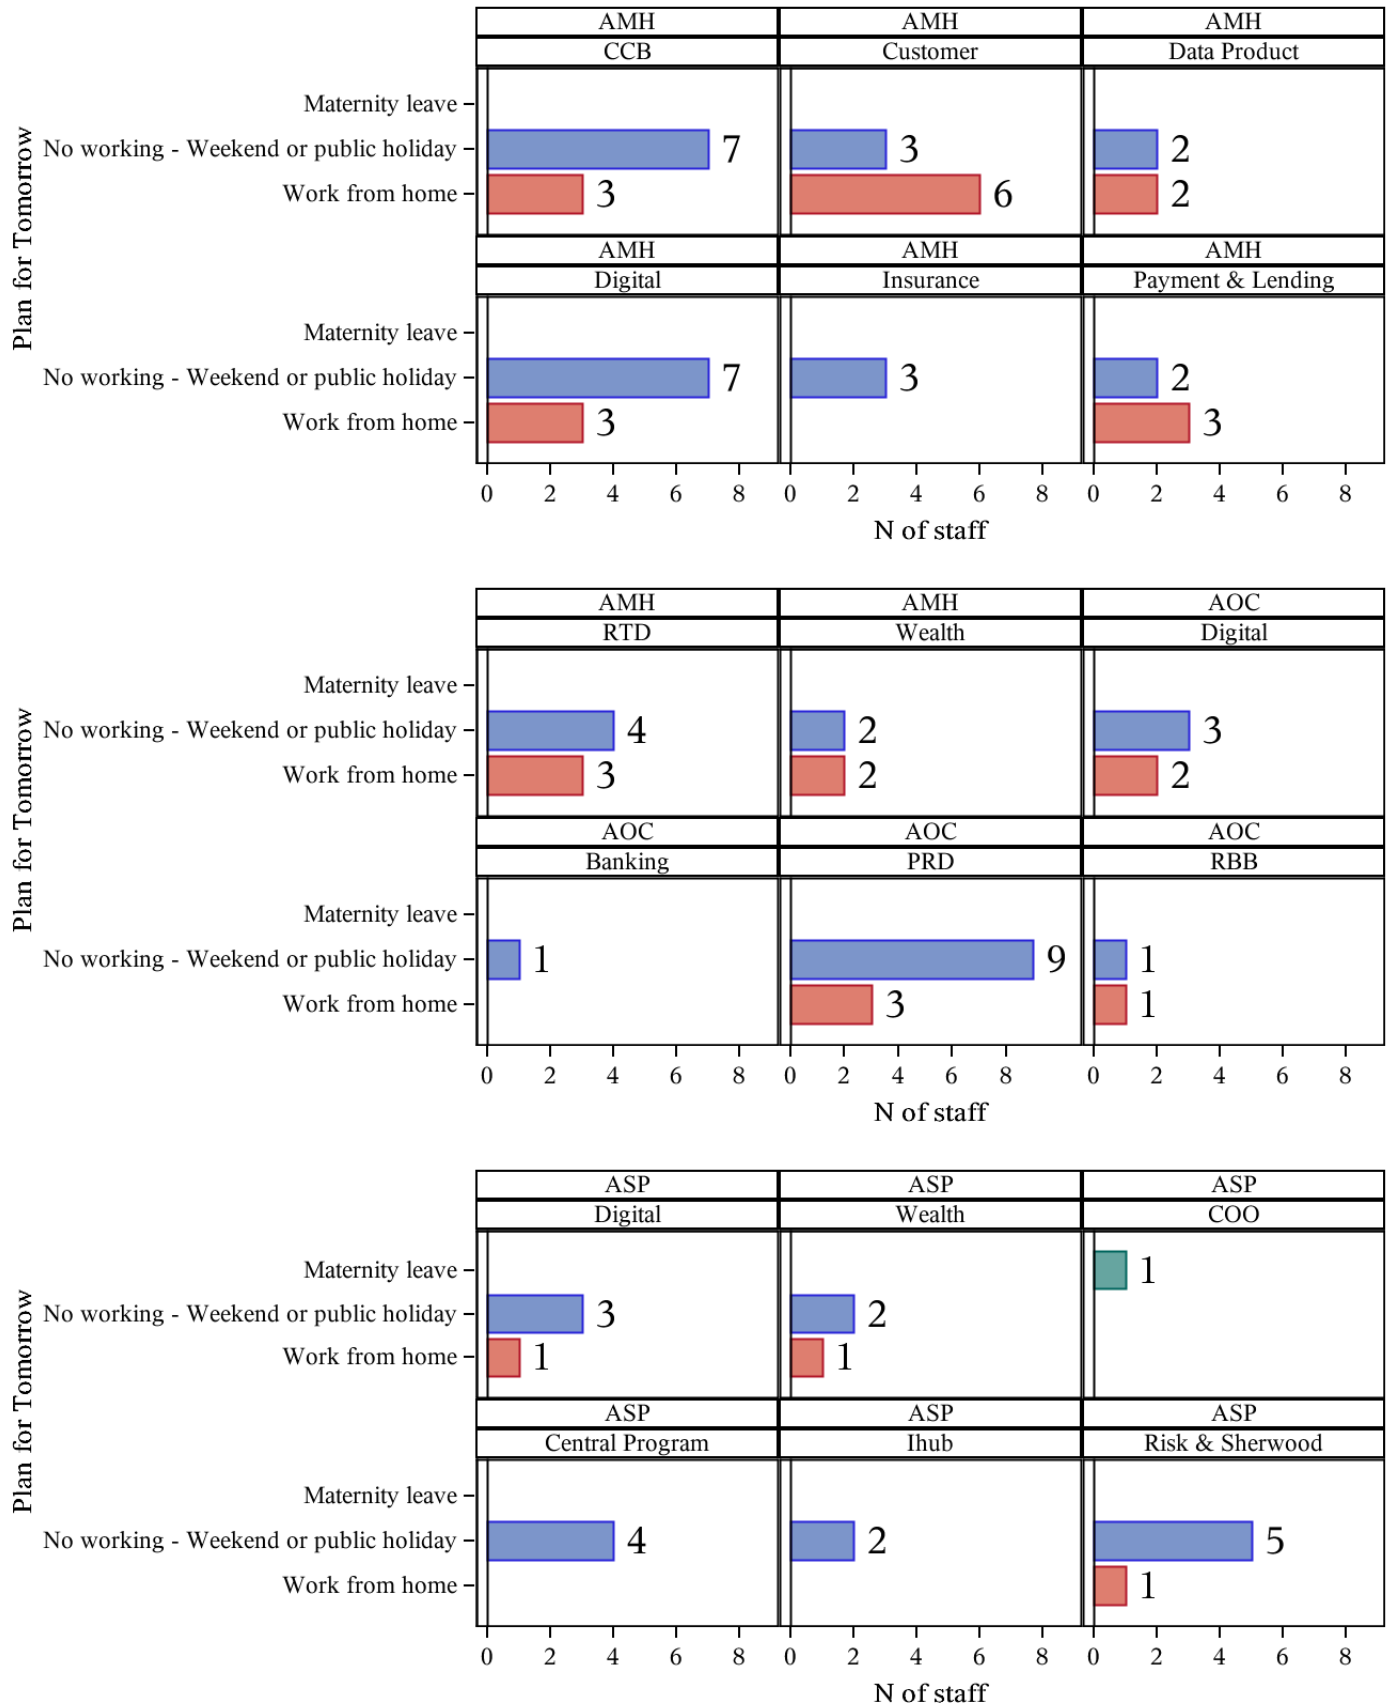 AMH AMH AMH
CCB Customer Data Product
Plan for Tomorrow
Maternity leave
No working - Weekend or public holiday 7 3 2
Work from home 3 6 2
AMH AMH AMH
Digital Insurance Payment & Lending
Maternity leave
No working - Weekend or public holiday 7 3 2
Work from home 3 3
0 2 4 6 8 0 2 4 6 8 0 2 4 6 8
N of staff
AMH AMH AOC
RTD Wealth Digital
Plan for Tomorrow
Maternity leave
No working - Weekend or public holiday 4 2 3
Work from home 3 2 2
AOC AOC AOC
Banking PRD RBB
Maternity leave
No working - Weekend or public holiday 1 9 1
Work from home 3 1
0 2 4 6 8 0 2 4 6 8 0 2 4 6 8
N of staff
ASP ASP ASP
Digital Wealth COO
Plan for Tomorrow
Maternity leave 1
No working - Weekend or public holiday 3 2
Work from home 1 1
ASP ASP ASP
Central Program Ihub Risk & Sherwood
Maternity leave
No working - Weekend or public holiday 4 2 5
Work from home 1
0 2 4 6 8 0 2 4 6 8 0 2 4 6 8
N of staff